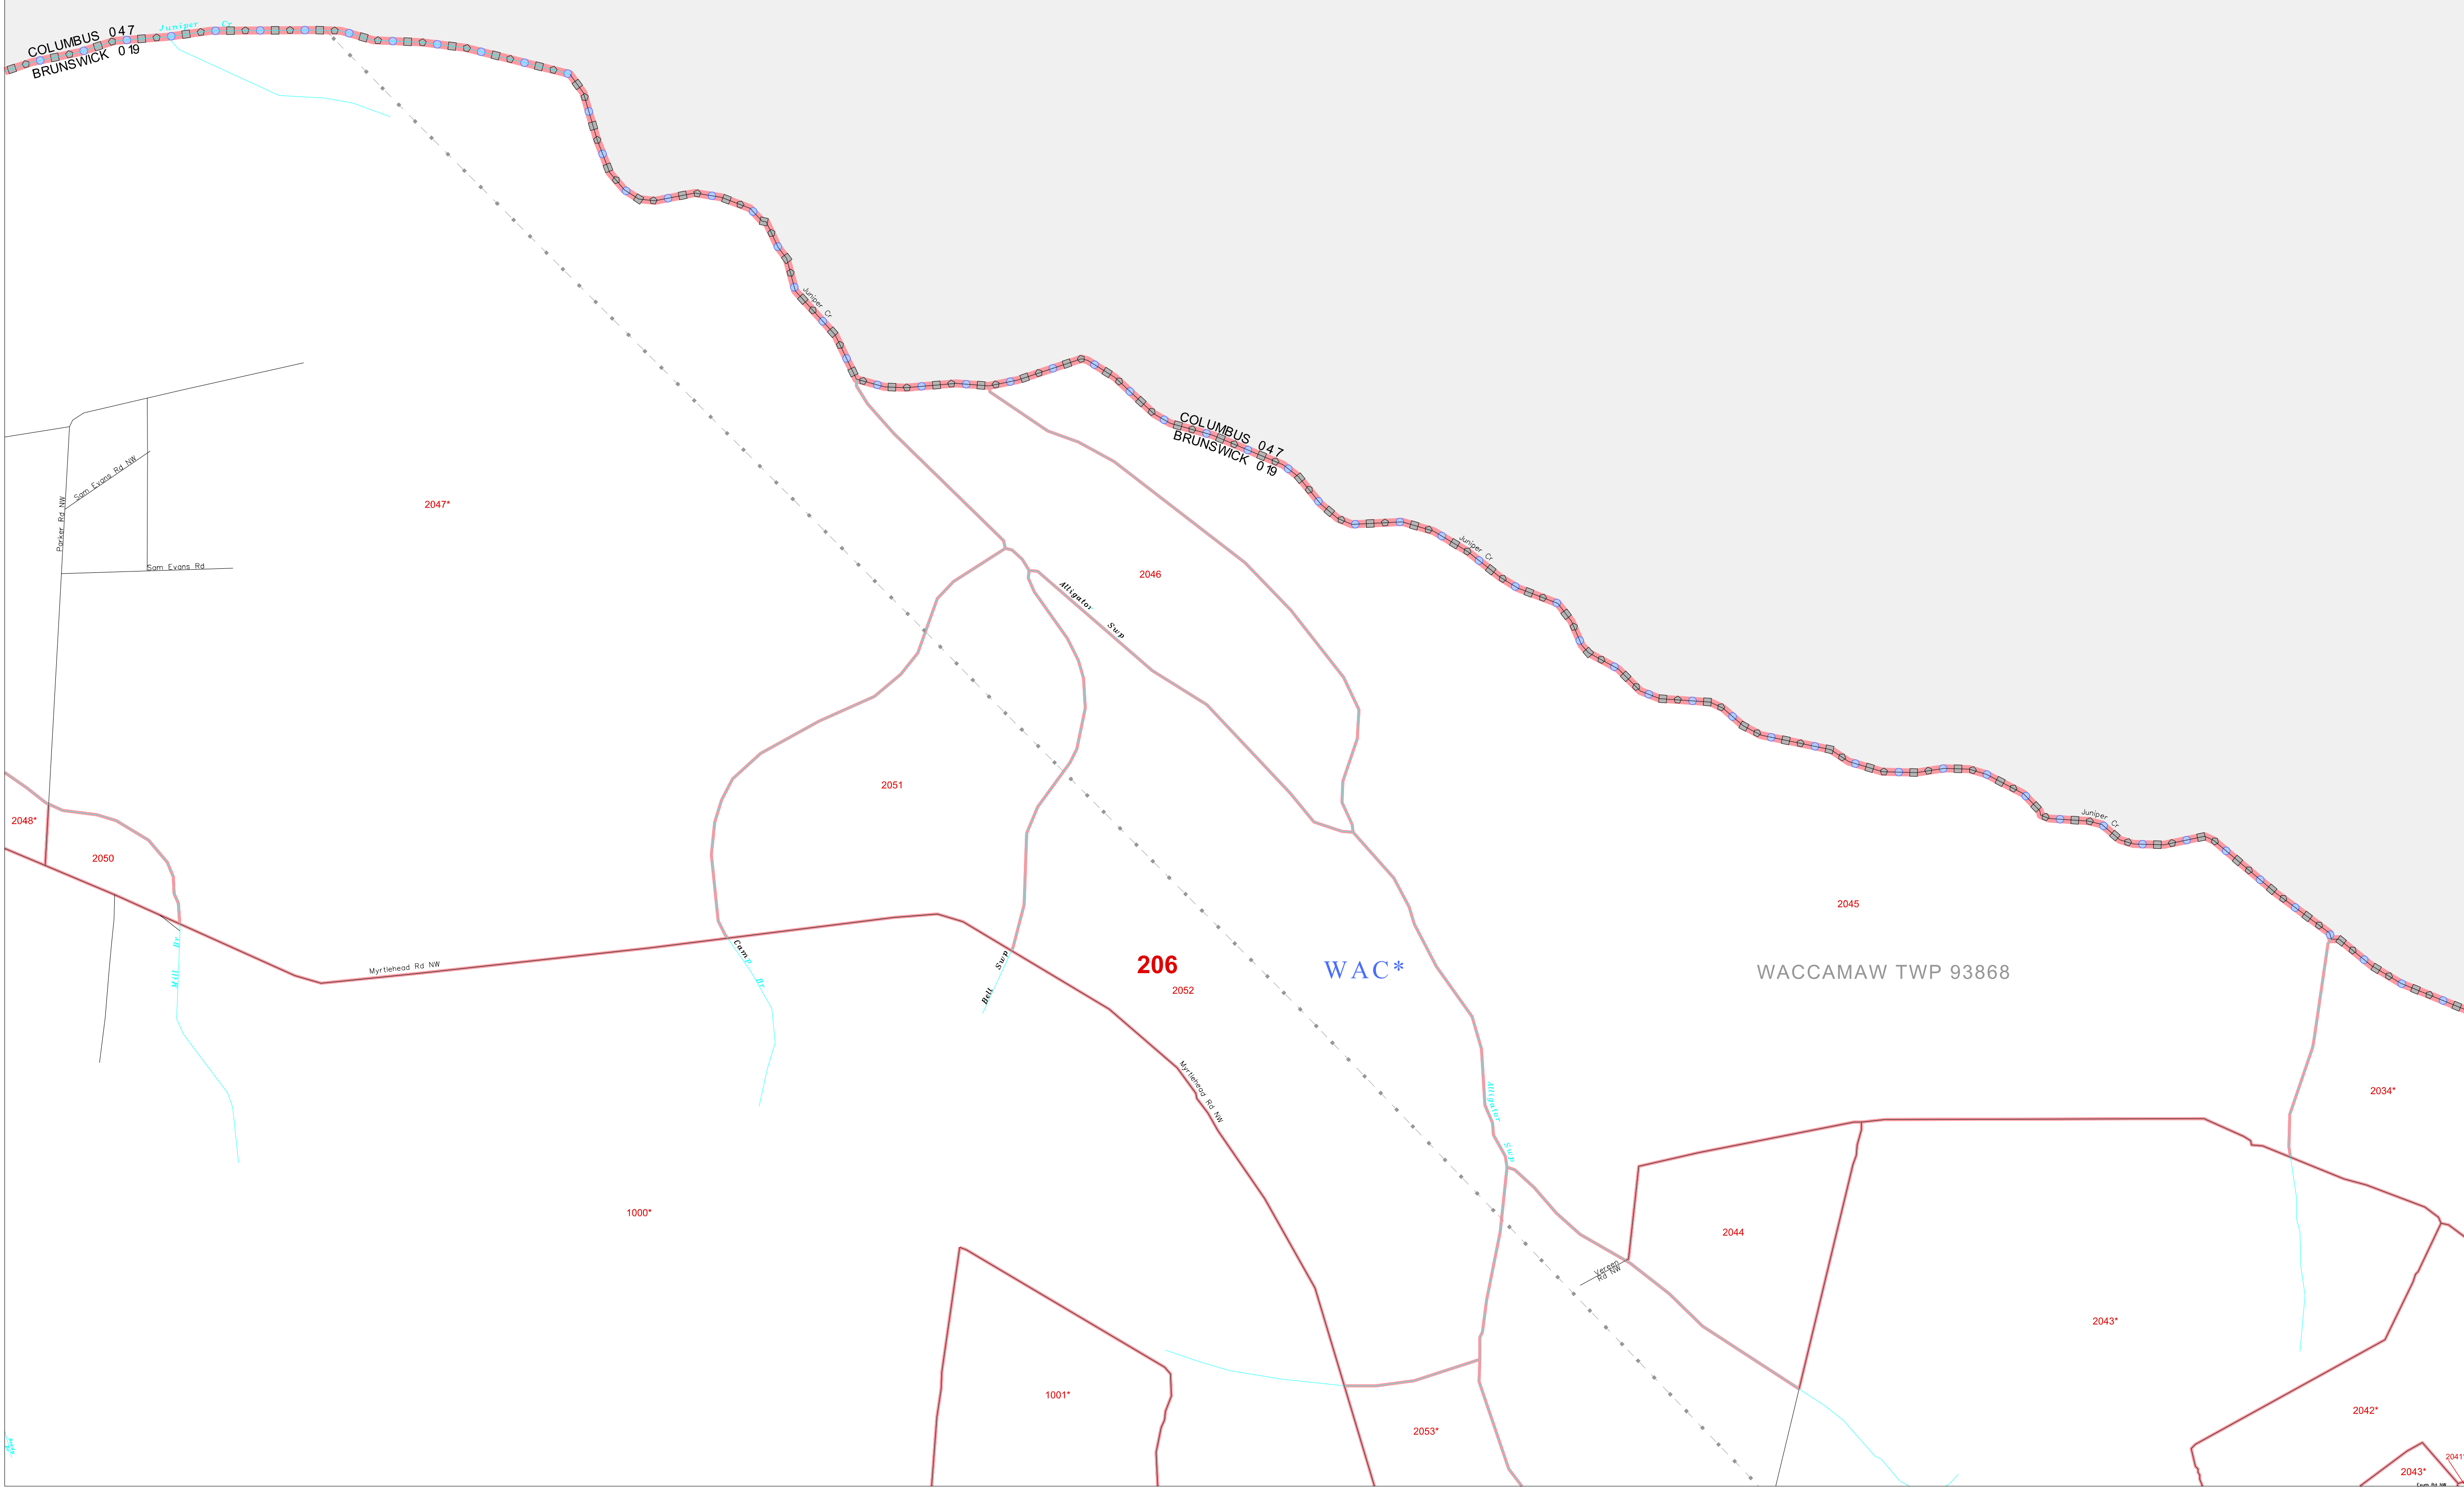 Juniper Cr
COLUMBUS 047
BRUNSWICK 019
Juniper Cr
COLUMBUS 047
BRUNSWICK 019
Sam Evans Rd NW
Parker Rd NW
2047*
Sam Evans Rd
Juniper Cr
2046
Alligator Swp
2051
2048*
2050
Juniper Cr
2045
Mill Br
Myrtlehead Rd NW
Camp Br
Bell Swp
206
2052
WAC*
WACCAMAW TWP 93868
Myrtlehead Rd NW
Alligator Swp
2034*
1000*
2044
Vereen
Rd NW
2043*
1001*
2053*
2042*
2041*
2043*